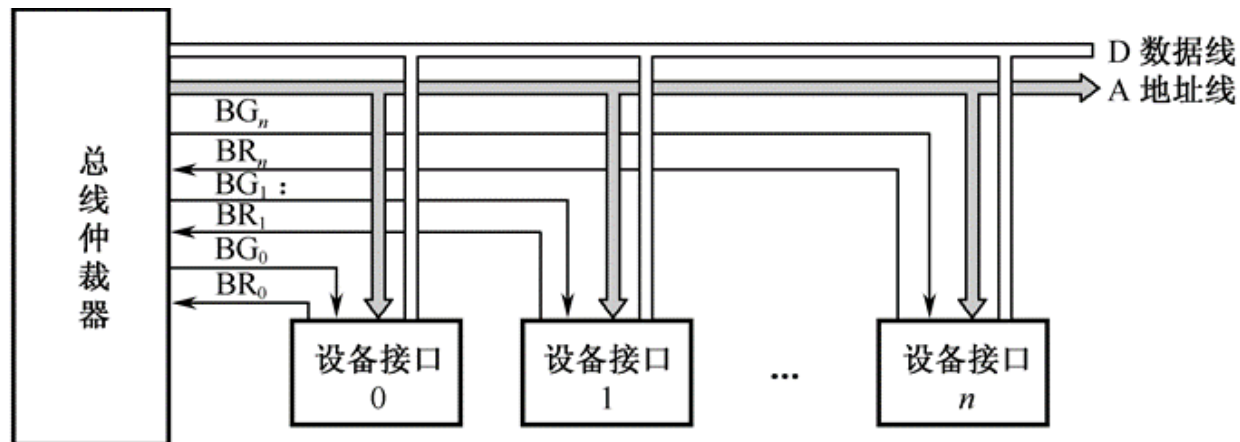 D 数据线
A 地址线
BGₙ
BRₙ
BG₁ :
BR₁
BG₀
BR₀
总线仲裁器
设备接口
0
设备接口
1
...
设备接口
n